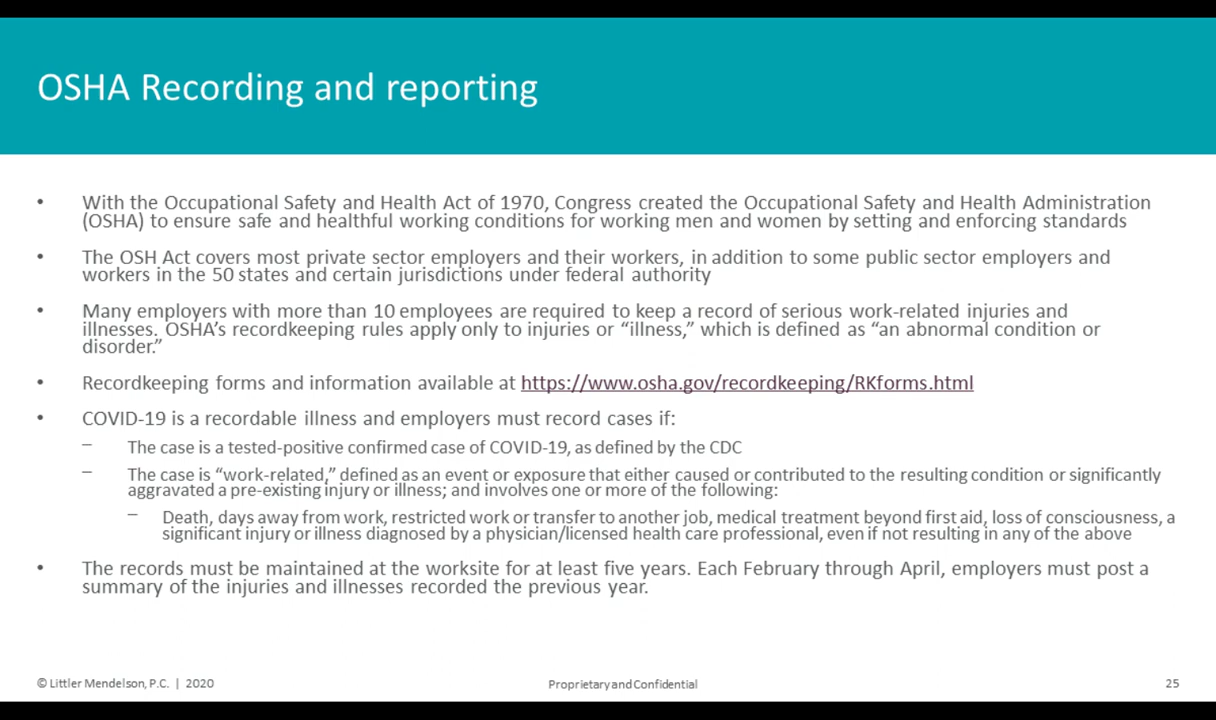 OSHA Recording and reporting
• With the Occupational Safety and Health Act of 1970, Congress created the Occupational Safety and Health Administration
(OSHA) to ensure safe and healthful working conditions for working men and women by setting and enforcing standards
• The OSH Act covers most private sector employers and their workers, in addition to some public sector employers and
workers in the 50 states and certain jurisdictions under federal authority
• Many employers with more than 10 employees are required to keep a record of serious work-related injuries and
illnesses. OSHA’s recordkeeping rules apply only to injuries or “illness,” which is defined as “an abnormal condition or
disorder.”
• Recordkeeping forms and information available at https://www.osha.gov/recordkeeping/RKforms.html
• COVID-19 is a recordable illness and employers must record cases if:
– The case is a tested-positive confirmed case of COVID-19, as defined by the CDC
– The case is “work-related,” defined as an event or exposure that either caused or contributed to the resulting condition or significantly
aggravated a pre-existing injury or illness; and involves one or more of the following:
– Death, days away from work, restricted work or transfer to another job, medical treatment beyond first aid, loss of consciousness, a
significant injury or illness diagnosed by a physician/licensed health care professional, even if not resulting in any of the above
• The records must be maintained at the worksite for at least five years. Each February through April, employers must post a
summary of the injuries and illnesses recorded the previous year.
© Littler Mendelson, P.C. | 2020
Proprietary and Confidential
25